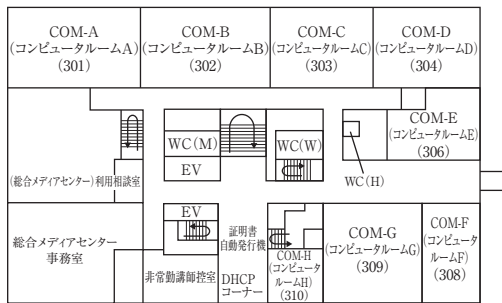 COM-A
(コンピュータルームA)
(301)
COM-B
(コンピュータルームB)
(302)
COM-C
(コンピュータルームC)
(303)
COM-D
(コンピュータルームD)
(304)
COM-E
(コンピュータルームE)
(306)
WC(M)
EV
WC(W)
WC(H)
(総合メディアセンター)利用相談室
総合メディアセンター
事務室
EV
非常勤講師控室
証明書
自動発行機
DHCP
コーナー
COM-H
(コンピュータ
ルームH)
(310)
COM-G
(コンピュータルームG)
(309)
COM-F
(コンピュータ
ルームF)
(308)